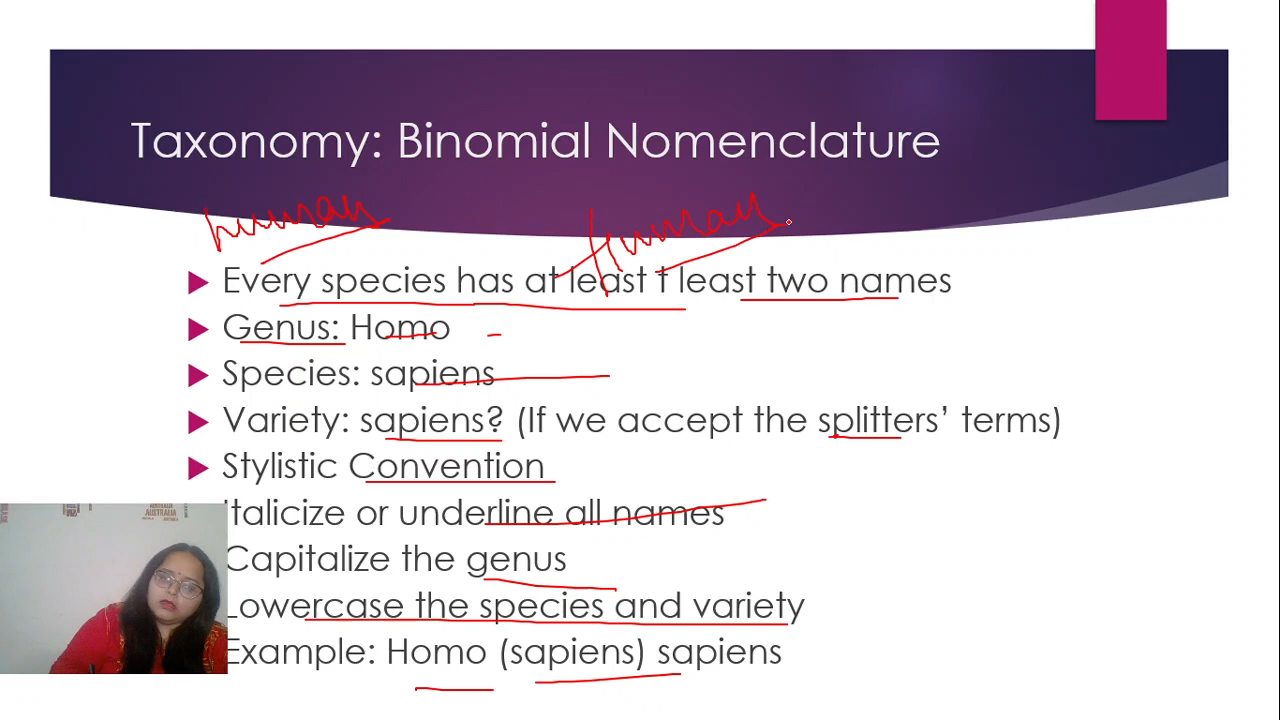 Taxonomy: Binomial Nomenclature
human Human
Every species has at least t least two names
Genus: Homo
Species: sapiens
Variety: sapiens? (If we accept the splitters’ terms)
Stylistic Convention
Italicize or underline all names
Capitalize the genus
Lowercase the species and variety
Example: Homo (sapiens) sapiens
AUSTRALIA